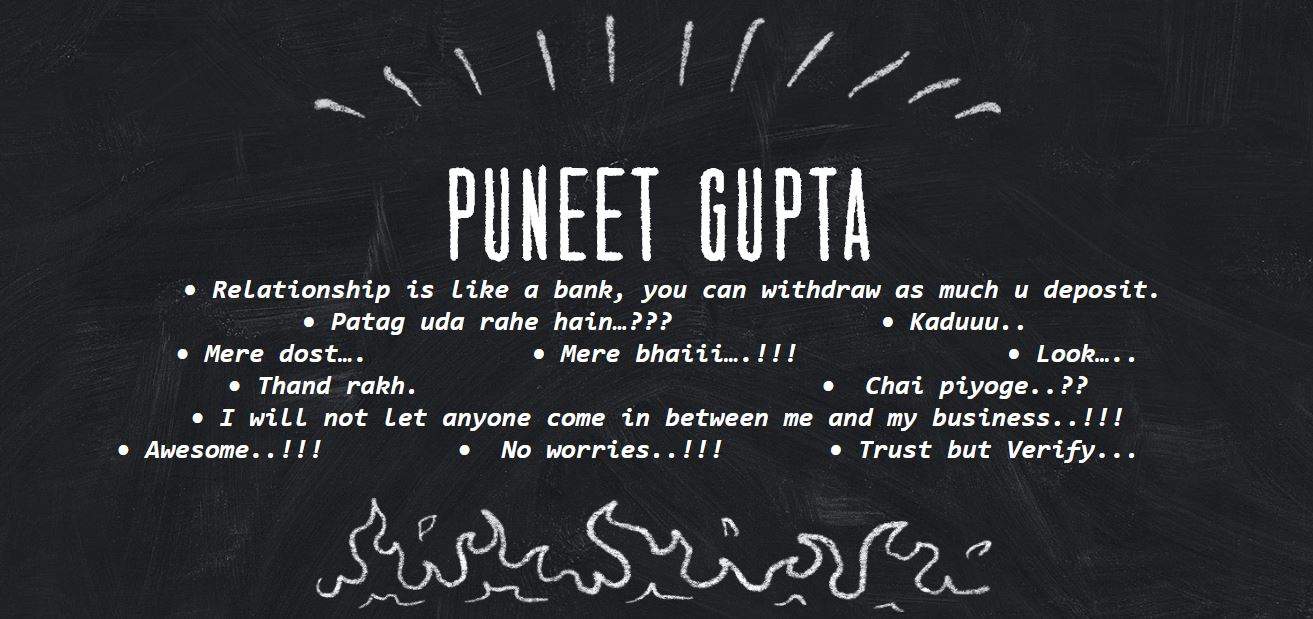 PUNEET GUPTA
• Relationship is like a bank, you can withdraw as much u deposit.
• Patag uda rahe hain…??? • Kaduuu..
• Mere dost…. • Mere bhaiii….!!! • Look…..
• Thand rakh. • Chai piyoge..??
• I will not let anyone come in between me and my business..!!!
• Awesome..!!! • No worries..!!! • Trust but Verify...